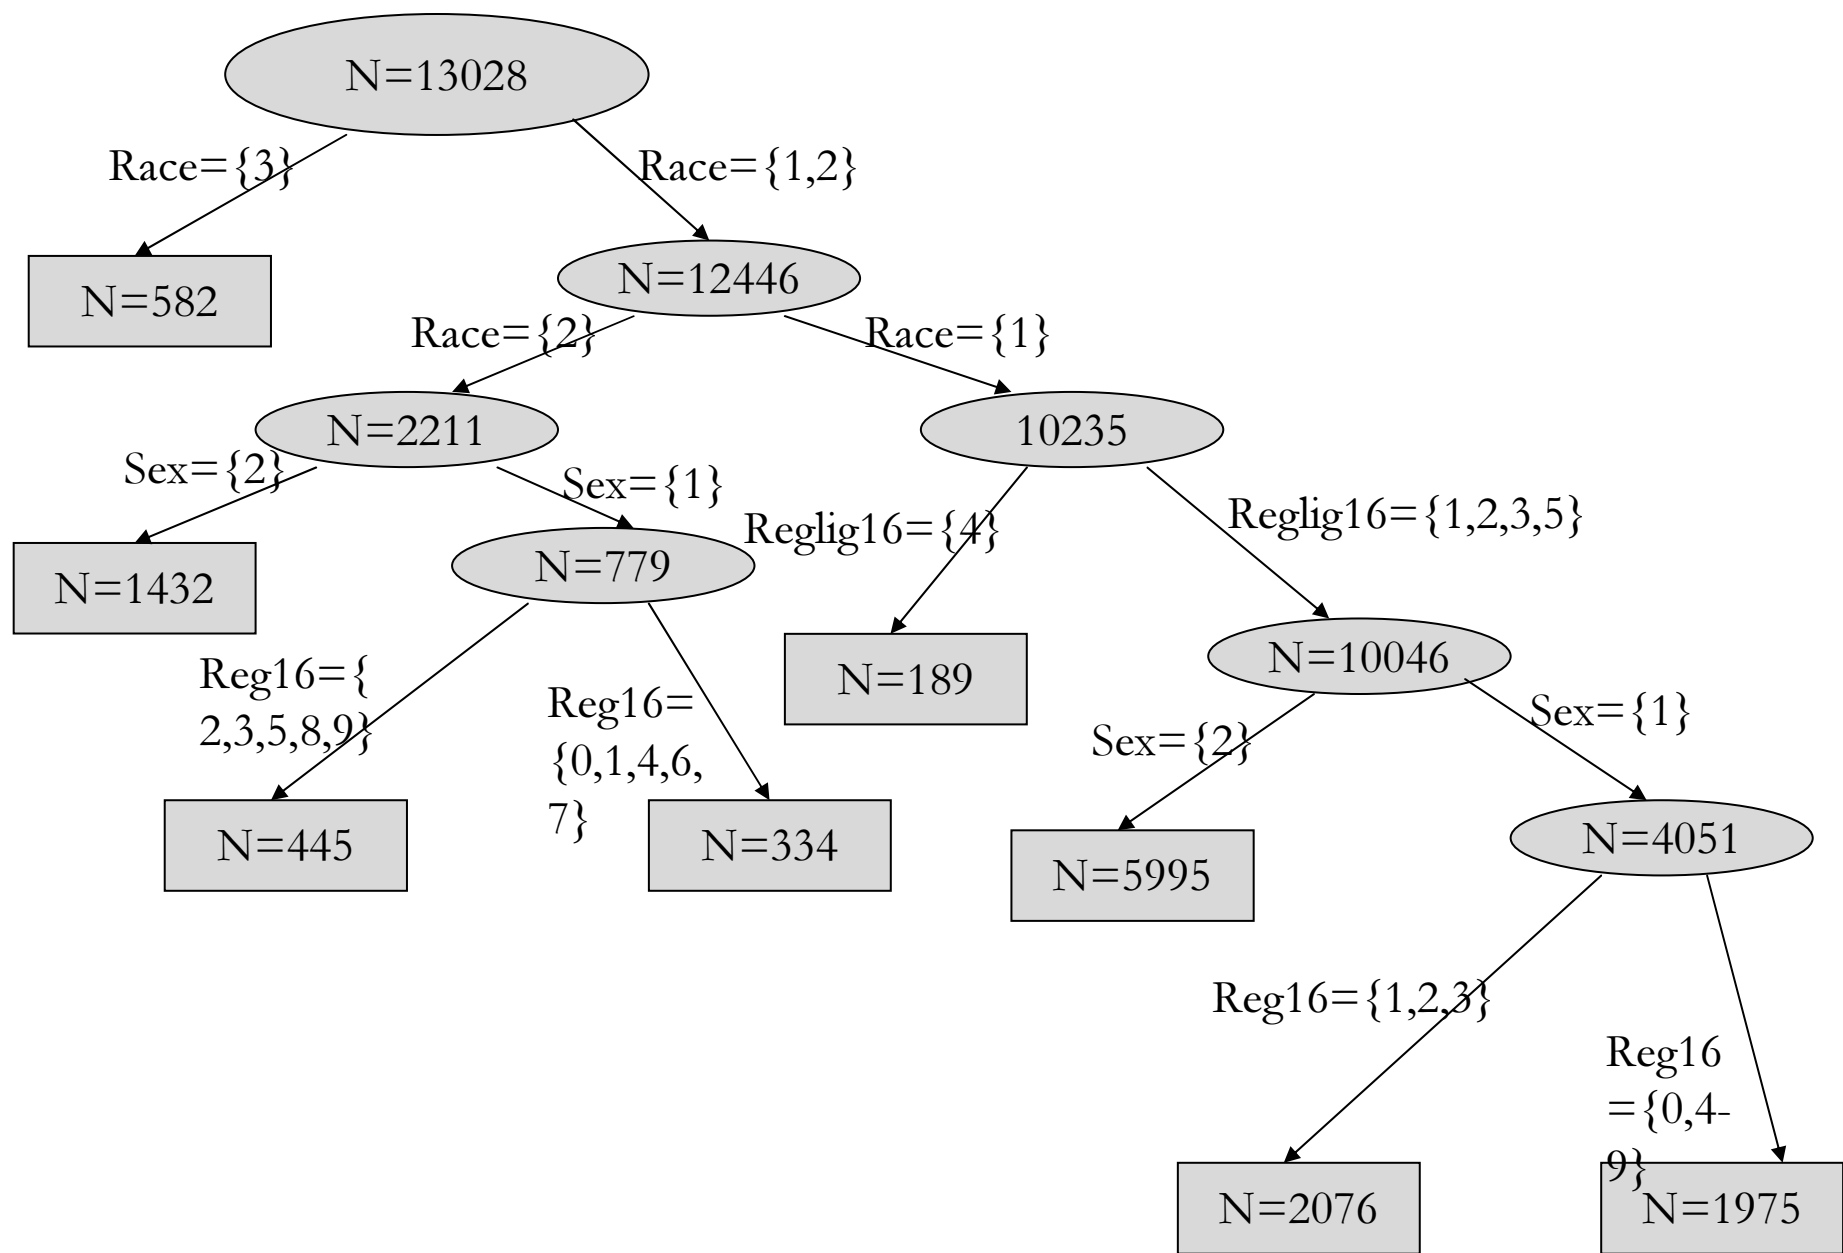 N=13028
Race={3}
Race={1,2}
N=582
N=12446
Race={2}
Race={1}
N=2211
10235
Sex={2}
Sex={1}
Reglig16={4}
Reglig16={1,2,3,5}
N=1432
N=779
N=189
N=10046
Reg16={
2,3,5,8,9}
Reg16=
{0,1,4,6,
7}
Sex={2}
Sex={1}
N=445
N=334
N=5995
N=4051
Reg16={1,2,3}
Reg16
={0,4-
9}
N=2076
N=1975